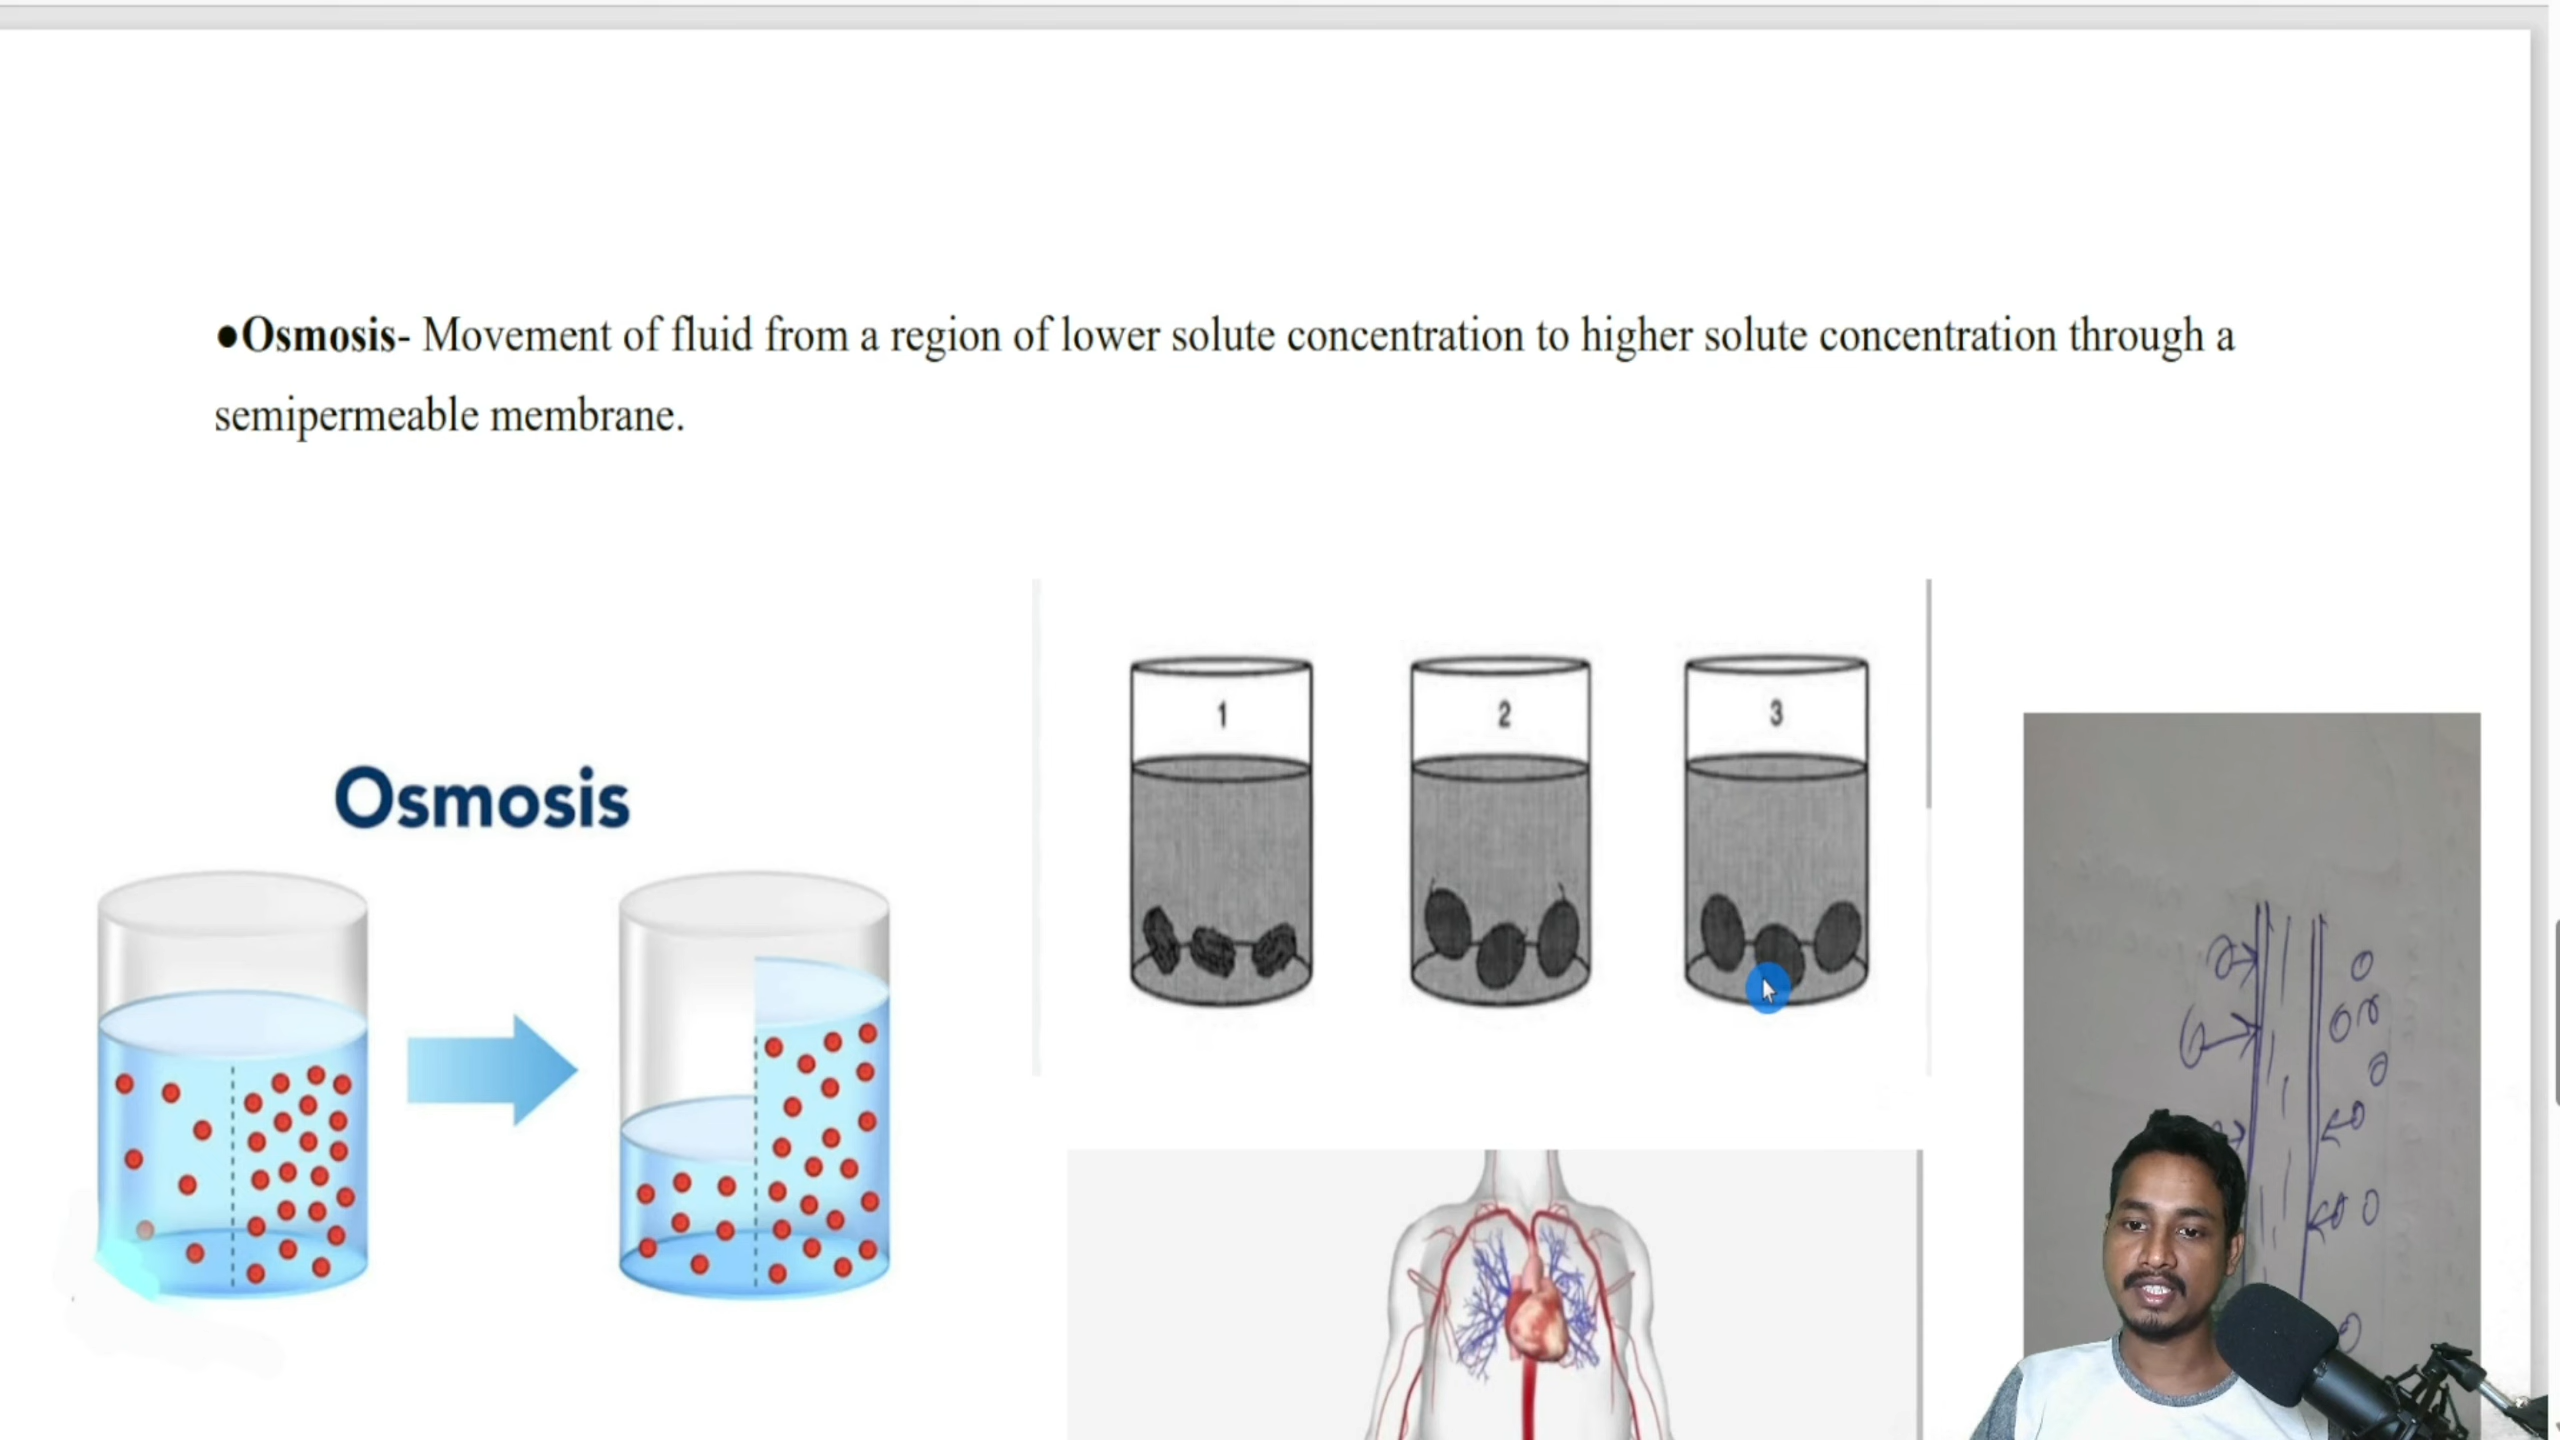 ●Osmosis- Movement of fluid from a region of lower solute concentration to higher solute concentration through a
semipermeable membrane.
Osmosis
1
2
3